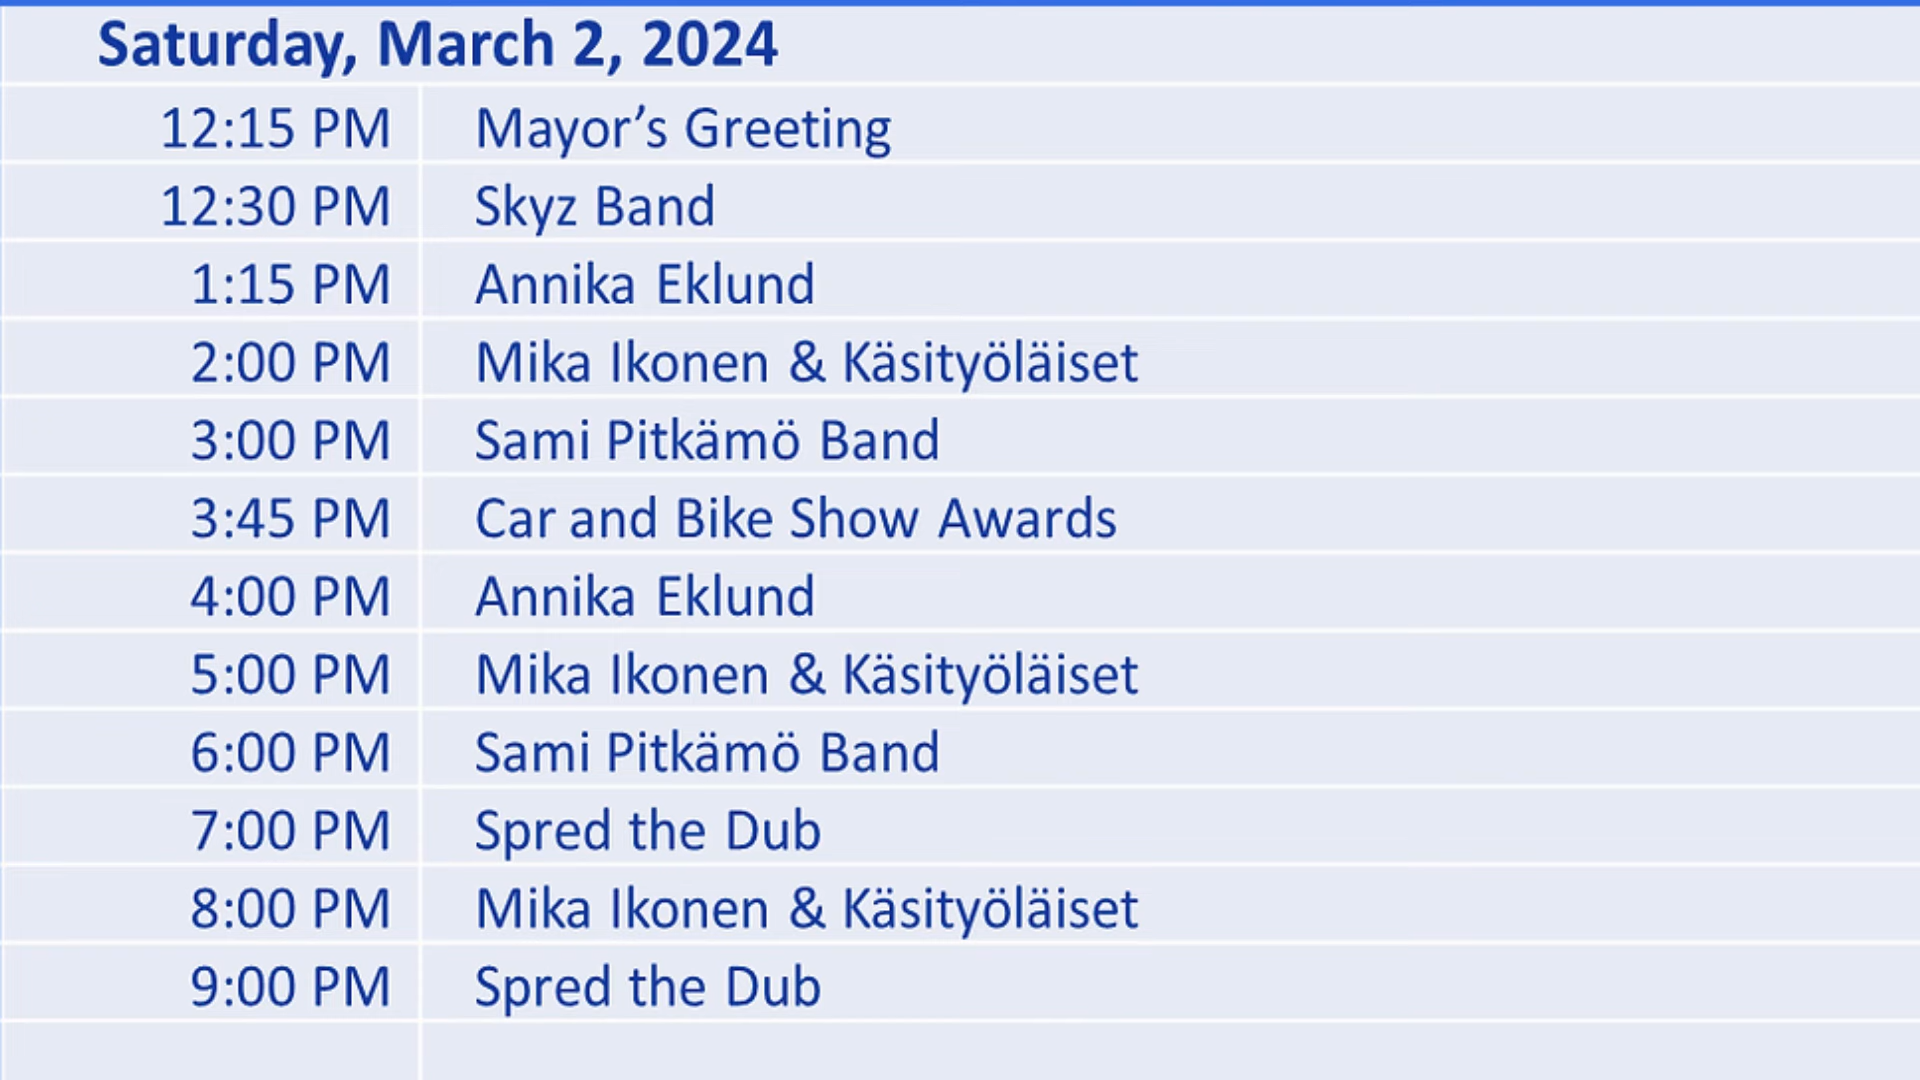 Saturday, March 2, 2024
12:15 PM Mayor’s Greeting
12:30 PM Skyz Band
1:15 PM Annika Eklund
2:00 PM Mika Ikonen & Käsityöläiset
3:00 PM Sami Pitkämö Band
3:45 PM Car and Bike Show Awards
4:00 PM Annika Eklund
5:00 PM Mika Ikonen & Käsityöläiset
6:00 PM Sami Pitkämö Band
7:00 PM Spred the Dub
8:00 PM Mika Ikonen & Käsityöläiset
9:00 PM Spred the Dub